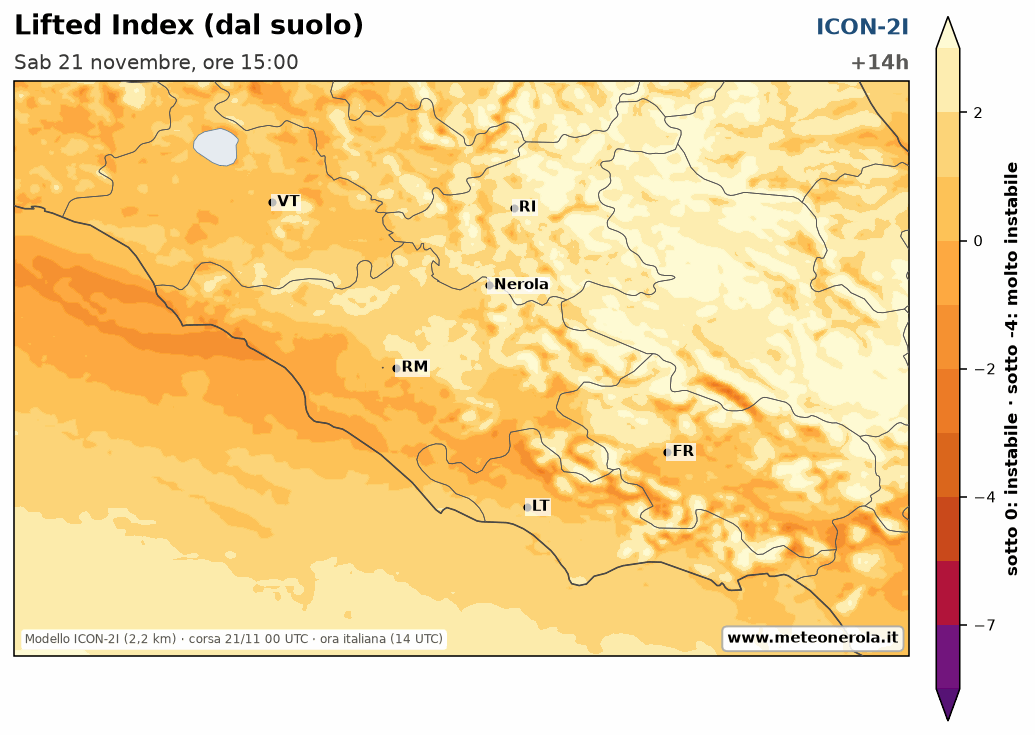 Lifted Index (dal suolo)
ICON-2I
Sab 21 novembre, ore 15:00
+14h
VT
RI
Nerola
RM
FR
LT
Modello ICON-2I (2,2 km) · corsa 21/11 00 UTC · ora italiana (14 UTC)
www.meteonerola.it
2
0
−2
−4
−7
sotto 0: instabile · sotto -4: molto instabile